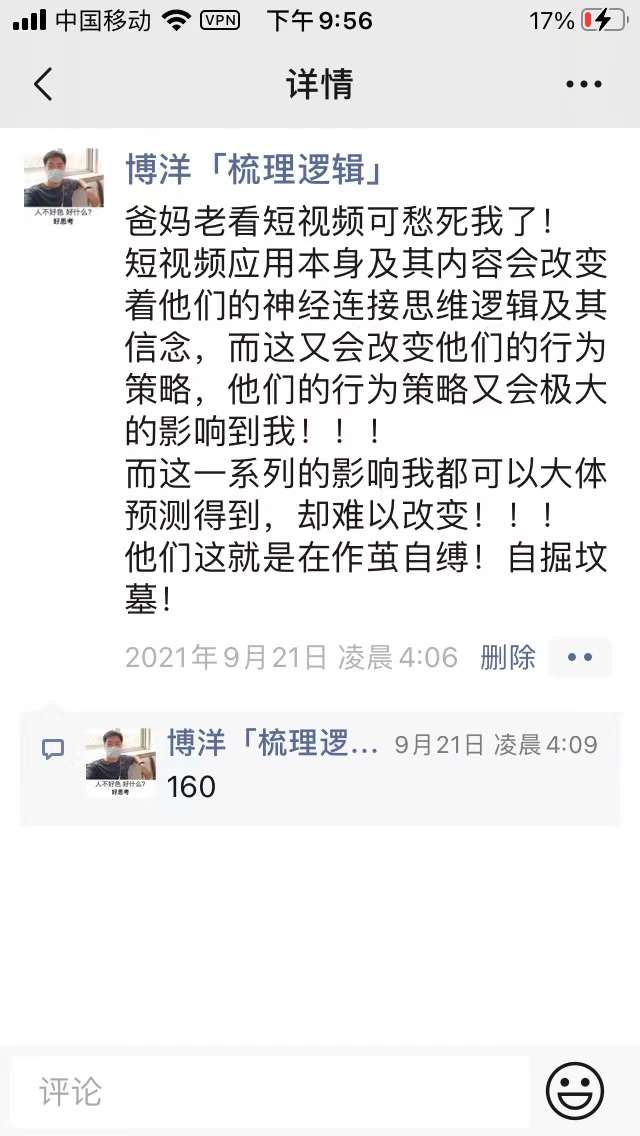 中国移动 VPN 下午9:56 17%
详情
博洋「梳理逻辑」
人不好色 好什么?
好思考
爸妈老看短视频可愁死我了！
短视频应用本身及其内容会改变
着他们的神经连接思维逻辑及其
信念，而这又会改变他们的行为
策略，他们的行为策略又会极大
的影响到我！！！
而这一系列的影响我都可以大体
预测得到，却难以改变！！！
他们这就是在作茧自缚！自掘坟
墓！
2021年9月21日 凌晨4:06 删除
博洋「梳理逻... 9月21日 凌晨4:09
人不好色 好什么?
好思考
160
评论